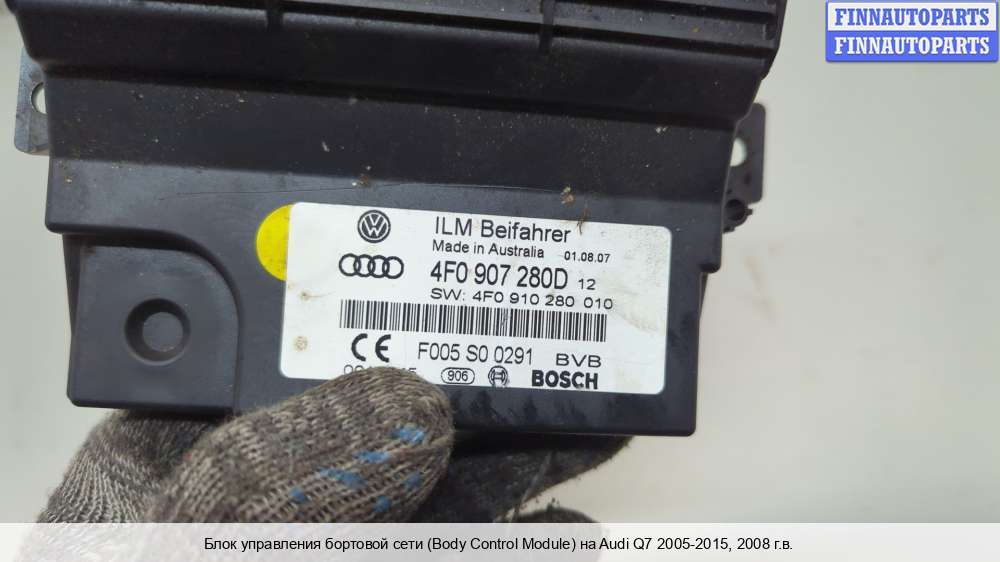 FINNAUTOPARTS
FINNAUTOPARTS
ILM Beifahrer
Made in Australia 01.08.07
4F0 907 280D 12
SW: 4F0 910 280 010
CE F005 S0 0291 BVB
906 BOSCH
Блок управления бортовой сети (Body Control Module) на Audi Q7 2005-2015, 2008 г.в.